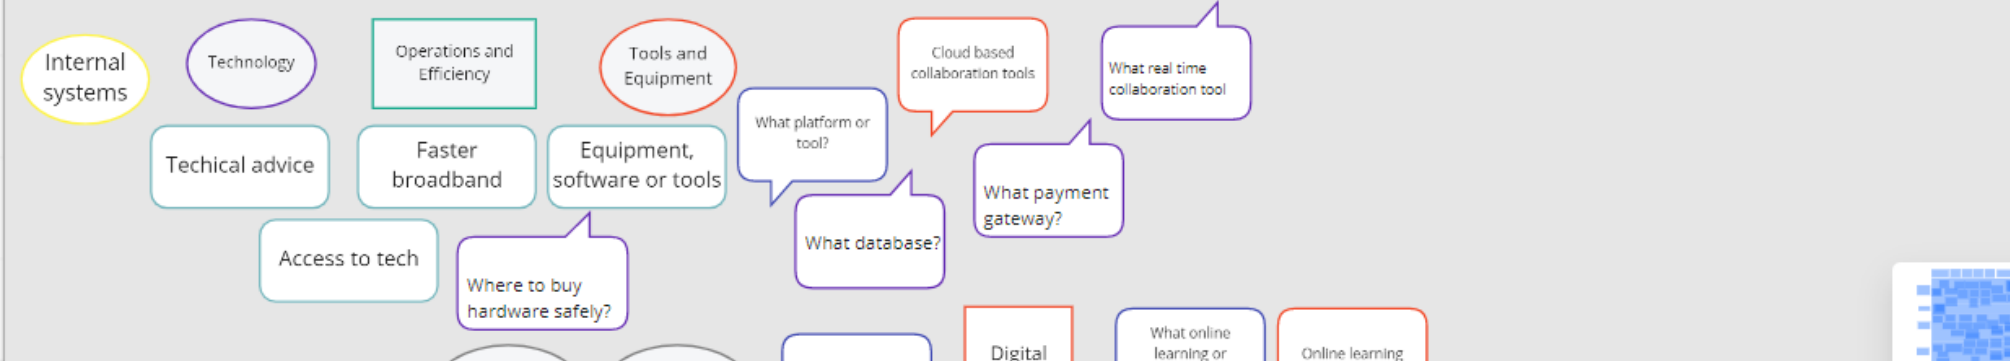 Internal
systems
Technology
Operations and
Efficiency
Tools and
Equipment
Cloud based
collaboration tools
What real time
collaboration tool
What platform or
tool?
Techical advice
Faster
broadband
Equipment,
software or tools
What payment
gateway?
What database?
Access to tech
Where to buy
hardware safely?
Digital
What online
learning or
Online learning